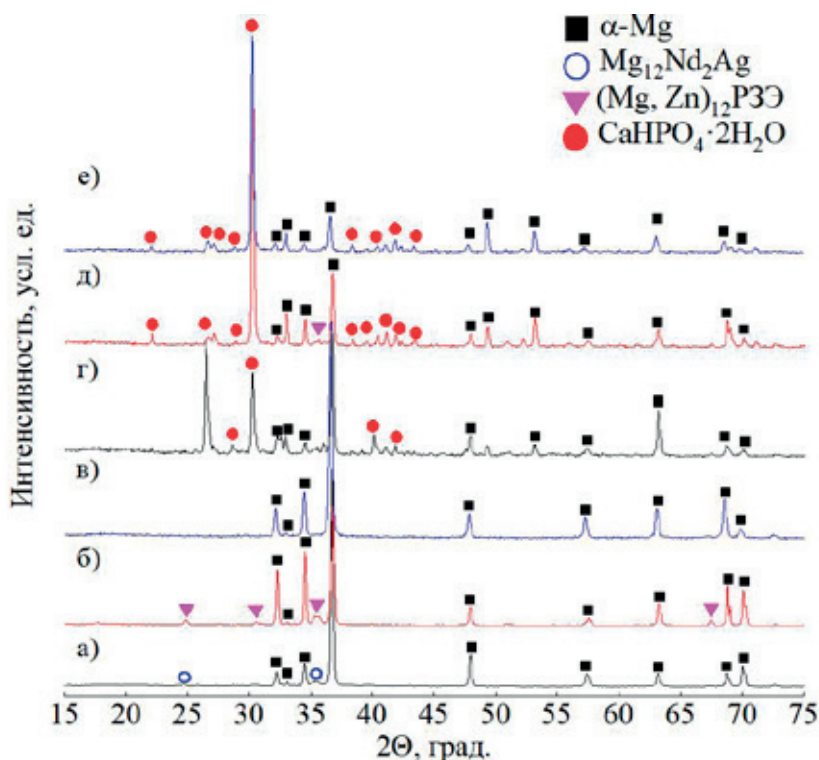 α-Mg
Mg₁₂Nd₂Ag
(Mg, Zn)₁₂РЗЭ
CaHPO₄·2H₂O
Интенсивность, усл. ед.
е)
д)
г)
в)
б)
а)
15 20 25 30 35 40 45 50 55 60 65 70 75
2Θ, град.